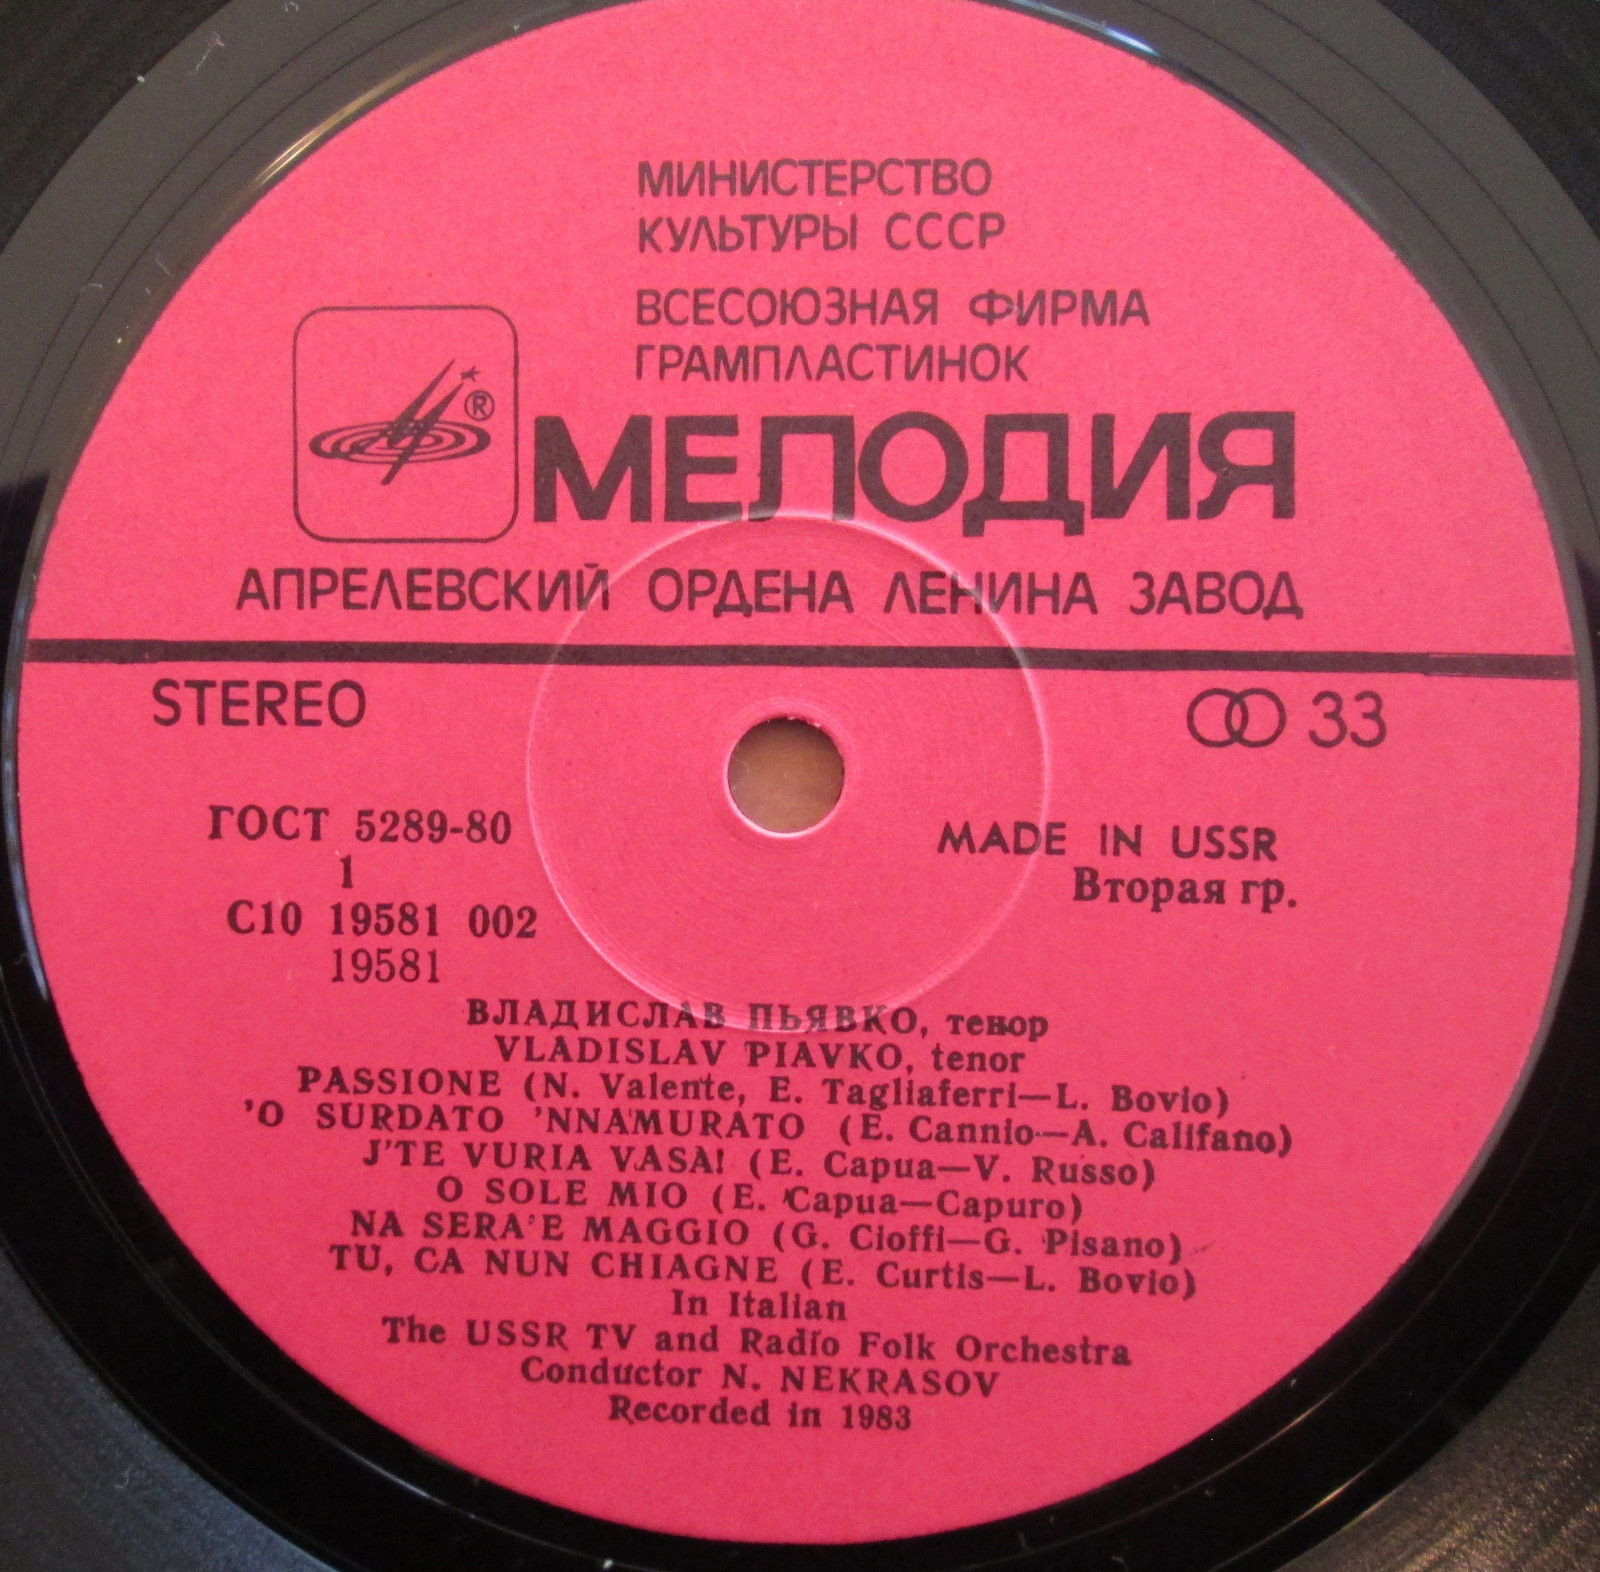 МИНИСТЕРСТВО
КУЛЬТУРЫ СССР
ВСЕСОЮЗНАЯ ФИРМА
ГРАМПЛАСТИНОК
®
МЕЛОДИЯ
АПРЕЛЕВСКИЙ ОРДЕНА ЛЕНИНА ЗАВОД
STEREO
33
ГОСТ 5289-80
MADE IN USSR
1
Вторая гр.
С10 19581 002
19581
ВЛАДИСЛАВ ПЬЯВКО, тенор
VLADISLAV PIAVKO, tenor
PASSIONE (N. Valente, E. Tagliaferri—L. Bovio)
'O SURDATO 'NNA'MURATO (E. Cannio—A. Califano)
J'TE VURIA VASA! (E. Capua—V. Russo)
O SOLE MIO (E. Capua—Capuro)
NA SERA'E MAGGIO (G. Cioffi—G. Pisano)
TU, CA NUN CHIAGNE (E. Curtis—L. Bovio)
In Italian
The USSR TV and Radio Folk Orchestra
Conductor N. NEKRASOV
Recorded in 1983